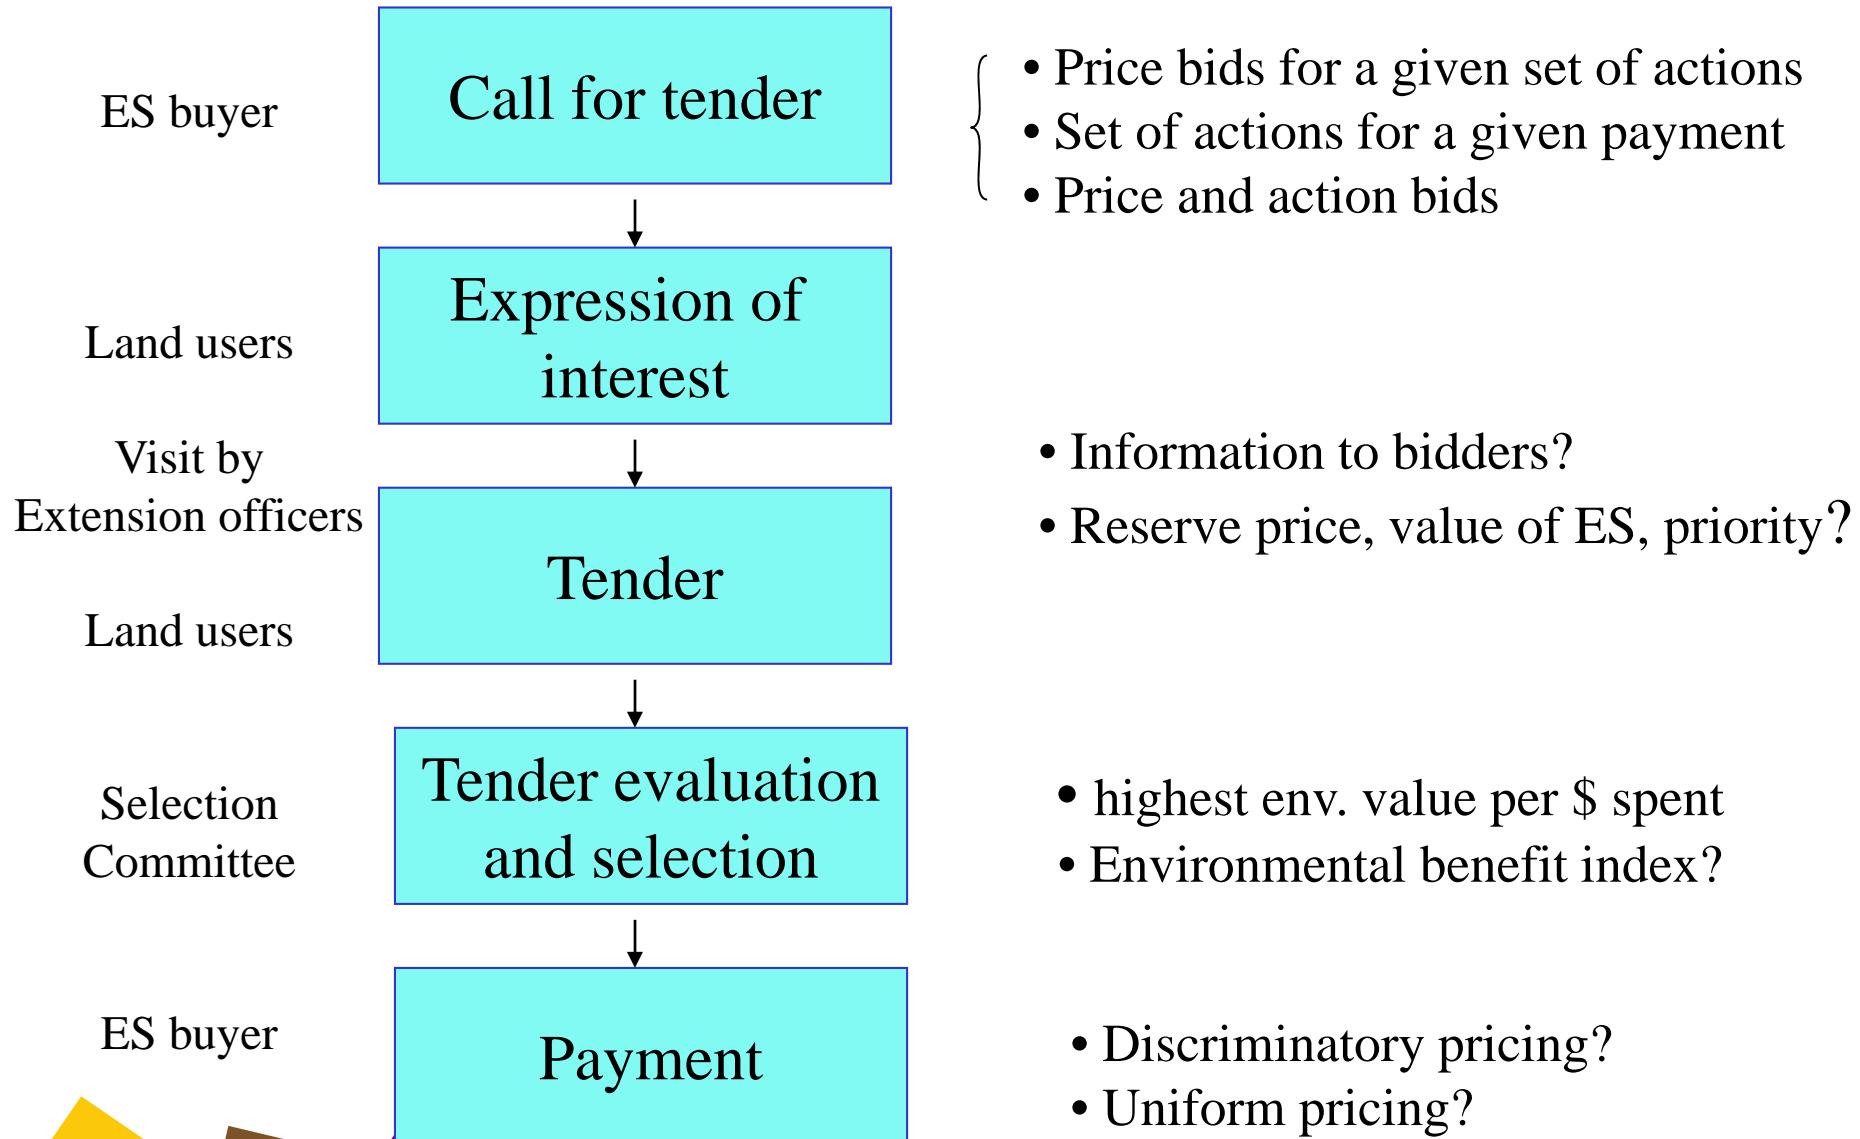 ES buyer
Call for tender
• Price bids for a given set of actions
• Set of actions for a given payment
• Price and action bids
Land users
Expression of
interest
Visit by
Extension officers
• Information to bidders?
• Reserve price, value of ES, priority?
Tender
Land users
Selection
Committee
Tender evaluation
and selection
• highest env. value per $ spent
• Environmental benefit index?
ES buyer
Payment
• Discriminatory pricing?
• Uniform pricing?